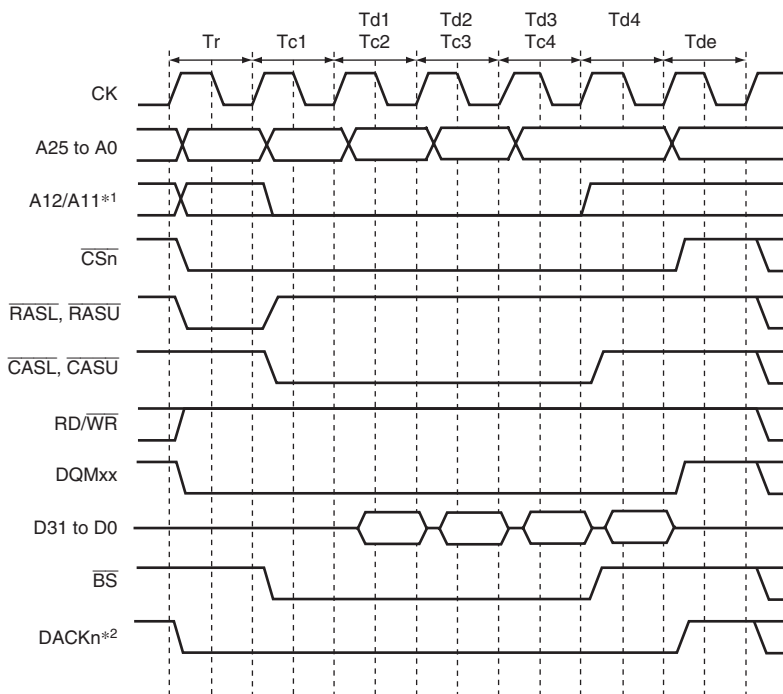 Td1 Td2 Td3 Td4
Tr Tc1 Tc2 Tc3 Tc4 Tde
CK
A25 to A0
A12/A11*1
CSn
RASL, RASU
CASL, CASU
RD/WR
DQMxx
D31 to D0
BS
DACKn*2